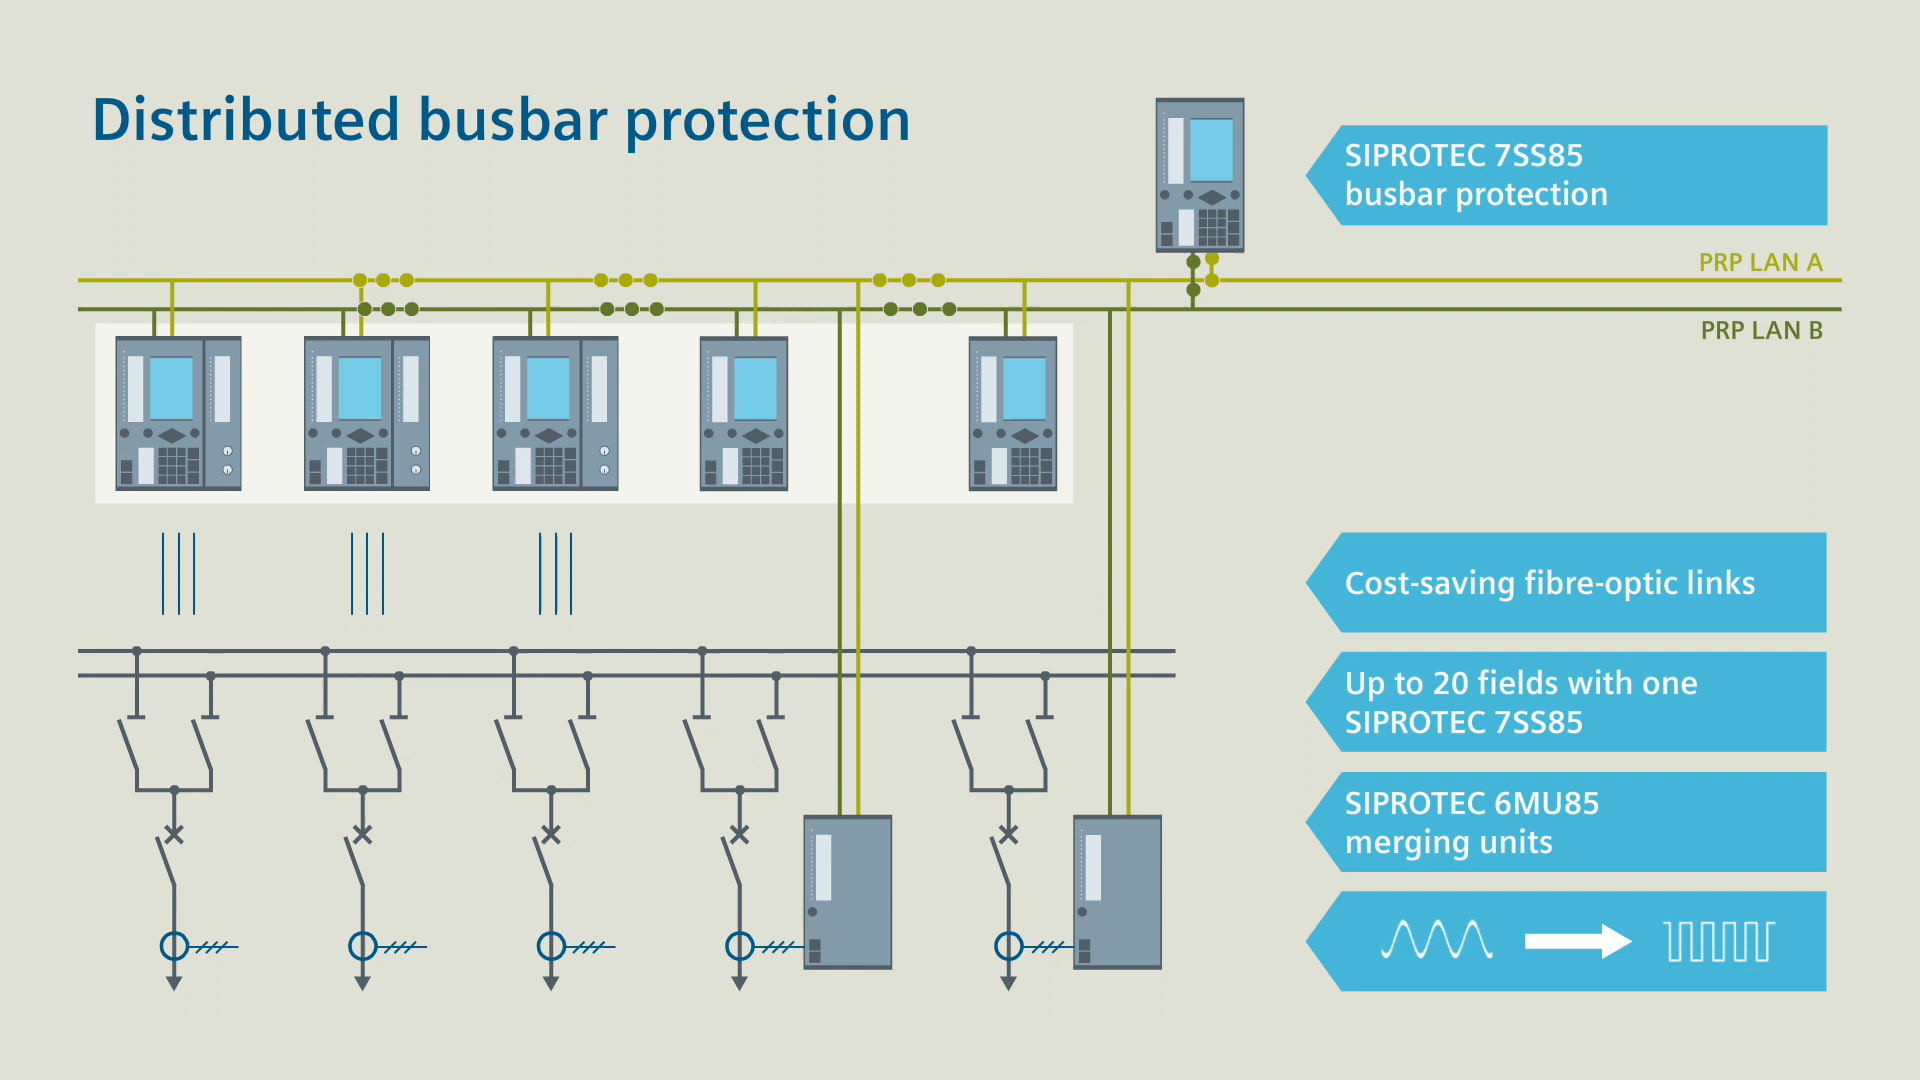 Distributed busbar protection
SIPROTEC 7SS85
busbar protection
PRP LAN A
PRP LAN B
Cost-saving fibre-optic links
Up to 20 fields with one
SIPROTEC 7SS85
SIPROTEC 6MU85
merging units